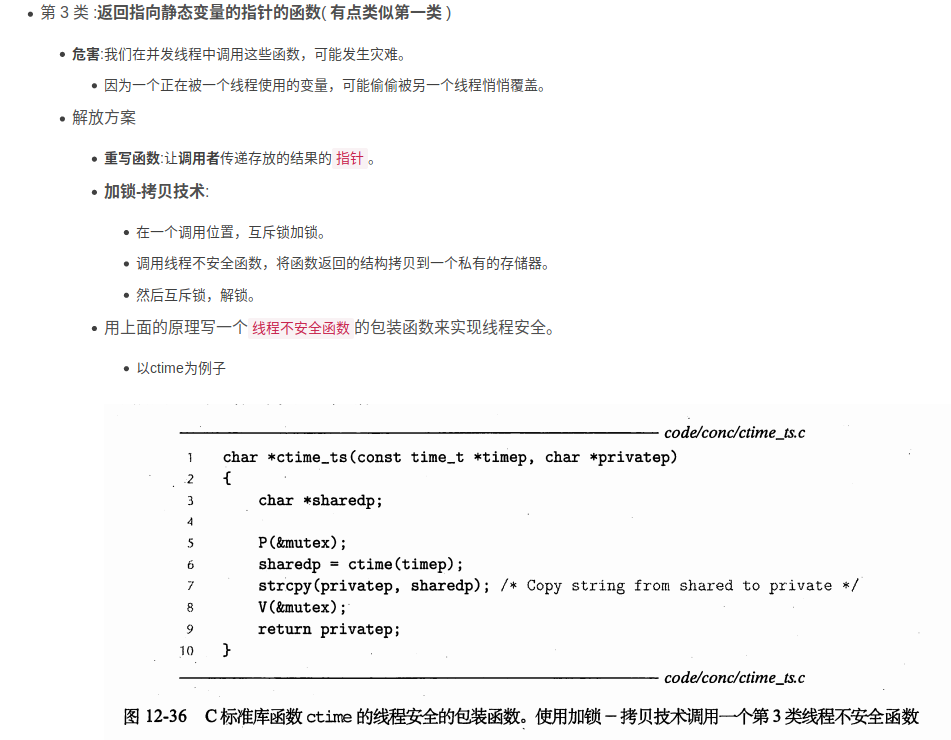 第 3 类 :返回指向静态变量的指针的函数( 有点类似第一类 )
危害:我们在并发线程中调用这些函数，可能发生灾难。
因为一个正在被一个线程使用的变量，可能偷偷被另一个线程悄悄覆盖。
解放方案
重写函数:让调用者传递存放的结果的 指针 。
加锁-拷贝技术:
在一个调用位置，互斥锁加锁。
调用线程不安全函数，将函数返回的结构拷贝到一个私有的存储器。
然后互斥锁，解锁。
用上面的原理写一个 线程不安全函数 的包装函数来实现线程安全。
以ctime为例子
code/conc/ctime_ts.c
1 char *ctime_ts(const time_t *timep, char *privatep)
2 {
3 char *sharedp;
4
5 P(&mutex);
6 sharedp = ctime(timep);
7 strcpy(privatep, sharedp); /* Copy string from shared to private */
8 V(&mutex);
9 return privatep;
10 }
code/conc/ctime_ts.c
图 12-36 C 标准库函数 ctime 的线程安全的包装函数。使用加锁－拷贝技术调用一个第 3 类线程不安全函数